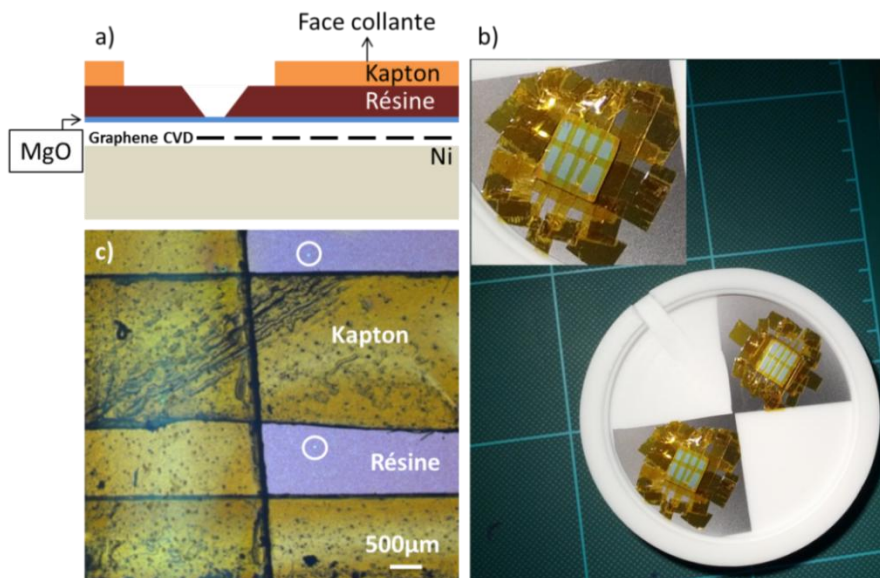 a)
Face collante
Kapton
Résine
MgO
Graphene CVD
Ni
b)
c)
Kapton
Résine
500µm